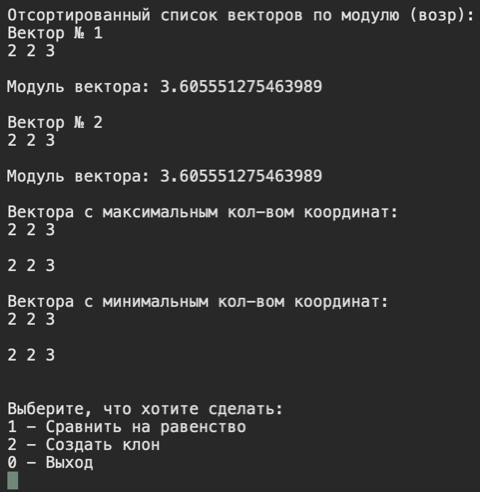 Отсортированный список векторов по модулю (возр):
Вектор № 1
2 2 3
Модуль вектора: 3.605551275463989
Вектор № 2
2 2 3
Модуль вектора: 3.605551275463989
Вектора с максимальным кол-вом координат:
2 2 3
2 2 3
Вектора с минимальным кол-вом координат:
2 2 3
2 2 3
Выберите, что хотите сделать:
1 - Сравнить на равенство
2 - Создать клон
0 - Выход